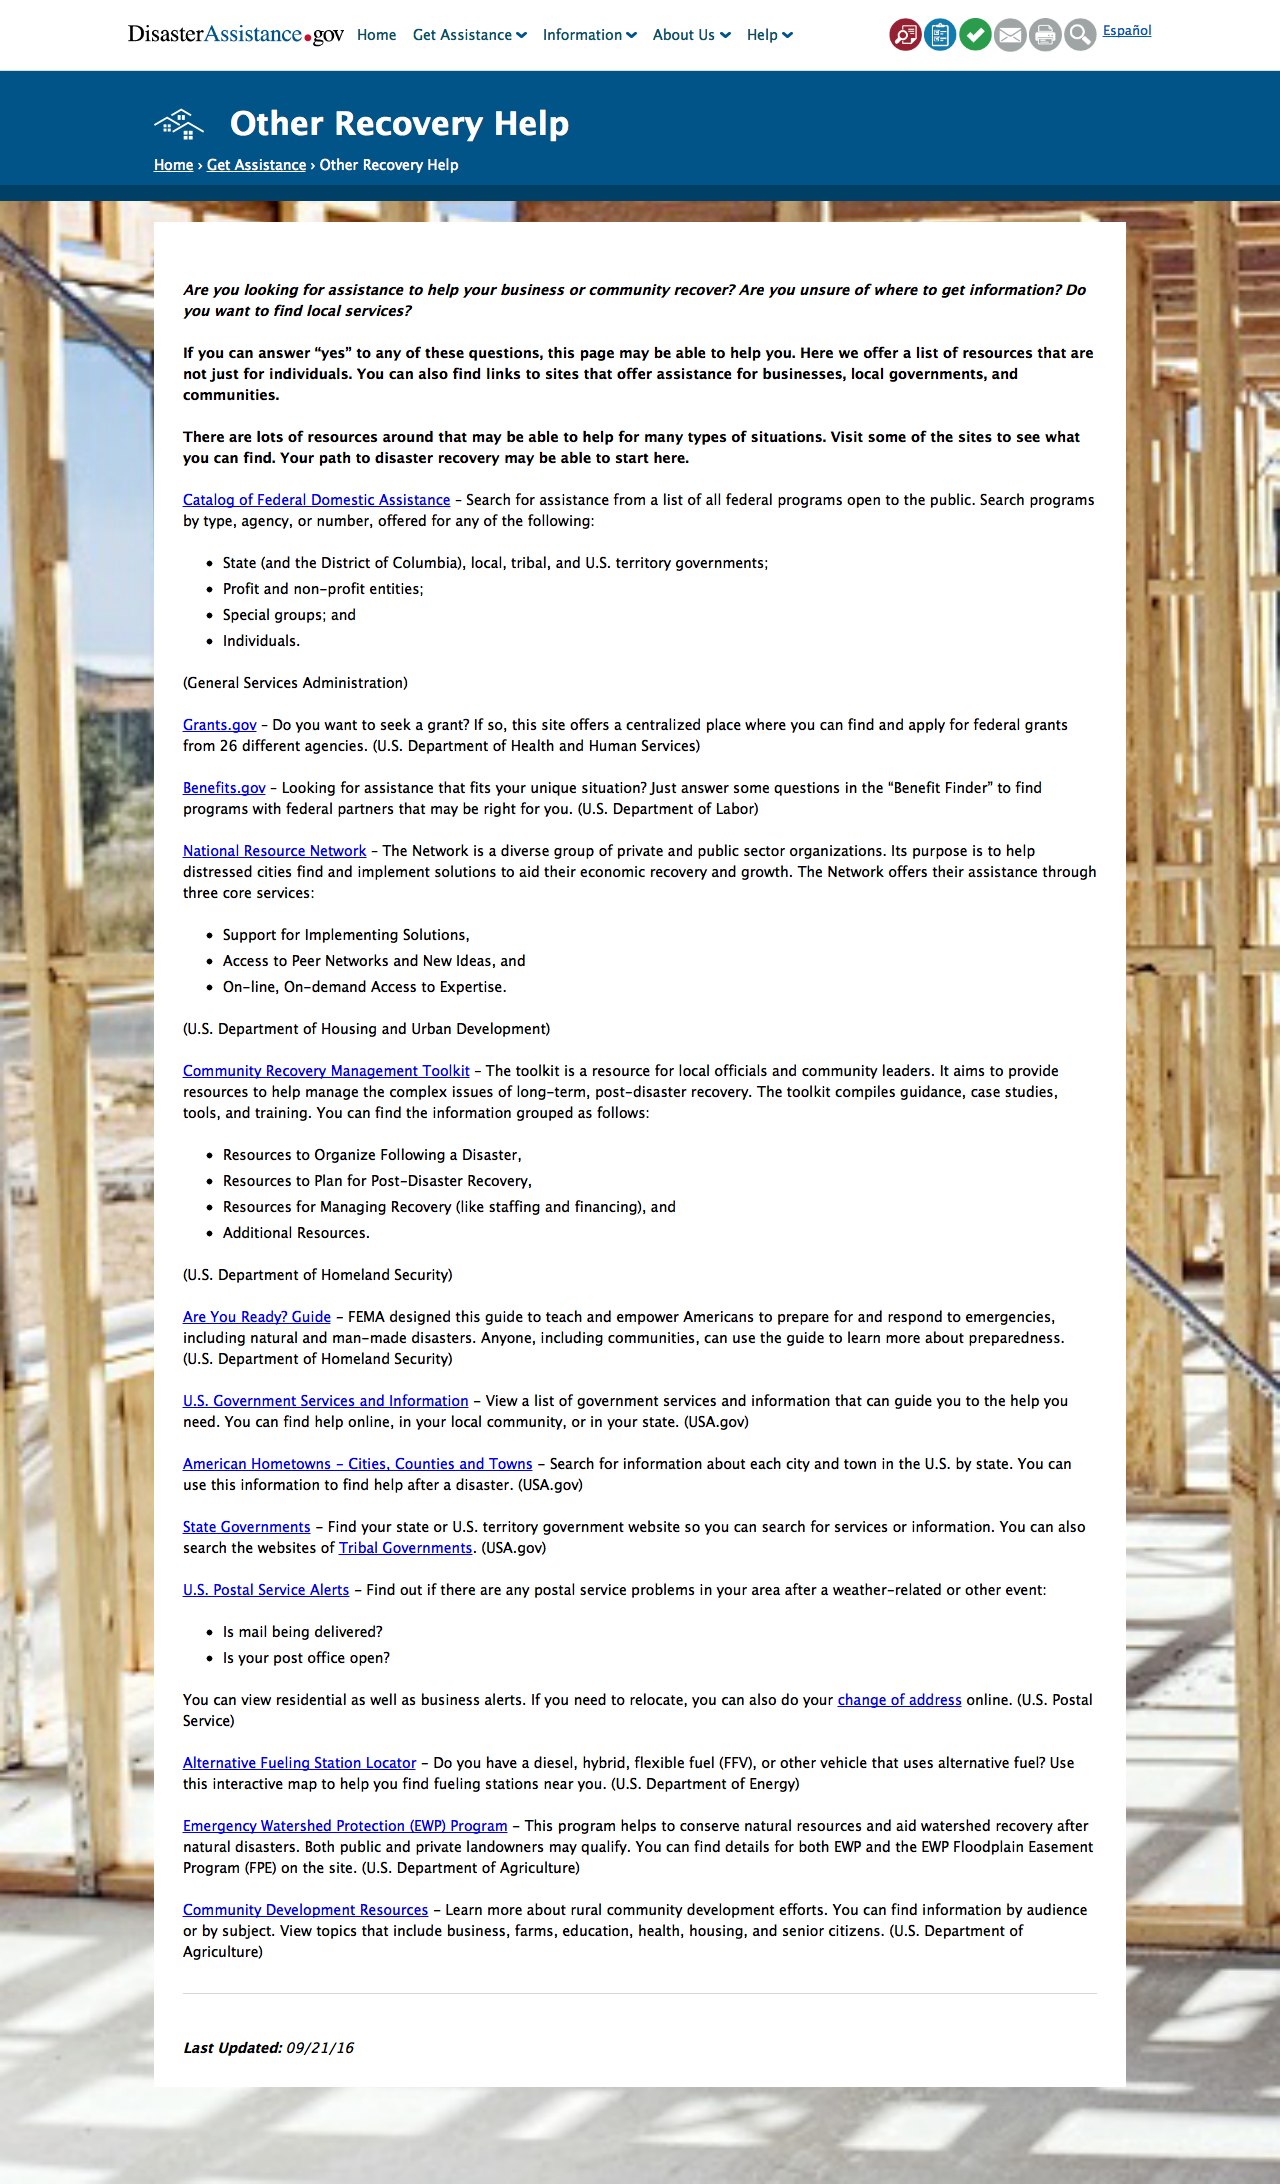 DisasterAssistance.gov Home Get Assistance Information About Us Help Español
Other Recovery Help
Home › Get Assistance › Other Recovery Help
Are you looking for assistance to help your business or community recover? Are you unsure of where to get information? Do
you want to find local services?
If you can answer “yes” to any of these questions, this page may be able to help you. Here we offer a list of resources that are
not just for individuals. You can also find links to sites that offer assistance for businesses, local governments, and
communities.
There are lots of resources around that may be able to help for many types of situations. Visit some of the sites to see what
you can find. Your path to disaster recovery may be able to start here.
Catalog of Federal Domestic Assistance – Search for assistance from a list of all federal programs open to the public. Search programs
by type, agency, or number, offered for any of the following:
• State (and the District of Columbia), local, tribal, and U.S. territory governments;
• Profit and non-profit entities;
• Special groups; and
• Individuals.
(General Services Administration)
Grants.gov – Do you want to seek a grant? If so, this site offers a centralized place where you can find and apply for federal grants
from 26 different agencies. (U.S. Department of Health and Human Services)
Benefits.gov – Looking for assistance that fits your unique situation? Just answer some questions in the “Benefit Finder” to find
programs with federal partners that may be right for you. (U.S. Department of Labor)
National Resource Network – The Network is a diverse group of private and public sector organizations. Its purpose is to help
distressed cities find and implement solutions to aid their economic recovery and growth. The Network offers their assistance through
three core services:
• Support for Implementing Solutions,
• Access to Peer Networks and New Ideas, and
• On-line, On-demand Access to Expertise.
(U.S. Department of Housing and Urban Development)
Community Recovery Management Toolkit – The toolkit is a resource for local officials and community leaders. It aims to provide
resources to help manage the complex issues of long-term, post-disaster recovery. The toolkit compiles guidance, case studies,
tools, and training. You can find the information grouped as follows:
• Resources to Organize Following a Disaster,
• Resources to Plan for Post-Disaster Recovery,
• Resources for Managing Recovery (like staffing and financing), and
• Additional Resources.
(U.S. Department of Homeland Security)
Are You Ready? Guide – FEMA designed this guide to teach and empower Americans to prepare for and respond to emergencies,
including natural and man-made disasters. Anyone, including communities, can use the guide to learn more about preparedness.
(U.S. Department of Homeland Security)
U.S. Government Services and Information – View a list of government services and information that can guide you to the help you
need. You can find help online, in your local community, or in your state. (USA.gov)
American Hometowns – Cities, Counties and Towns – Search for information about each city and town in the U.S. by state. You can
use this information to find help after a disaster. (USA.gov)
State Governments – Find your state or U.S. territory government website so you can search for services or information. You can also
search the websites of Tribal Governments. (USA.gov)
U.S. Postal Service Alerts – Find out if there are any postal service problems in your area after a weather-related or other event:
• Is mail being delivered?
• Is your post office open?
You can view residential as well as business alerts. If you need to relocate, you can also do your change of address online. (U.S. Postal
Service)
Alternative Fueling Station Locator – Do you have a diesel, hybrid, flexible fuel (FFV), or other vehicle that uses alternative fuel? Use
this interactive map to help you find fueling stations near you. (U.S. Department of Energy)
Emergency Watershed Protection (EWP) Program – This program helps to conserve natural resources and aid watershed recovery after
natural disasters. Both public and private landowners may qualify. You can find details for both EWP and the EWP Floodplain Easement
Program (FPE) on the site. (U.S. Department of Agriculture)
Community Development Resources – Learn more about rural community development efforts. You can find information by audience
or by subject. View topics that include business, farms, education, health, housing, and senior citizens. (U.S. Department of
Agriculture)
Last Updated: 09/21/16